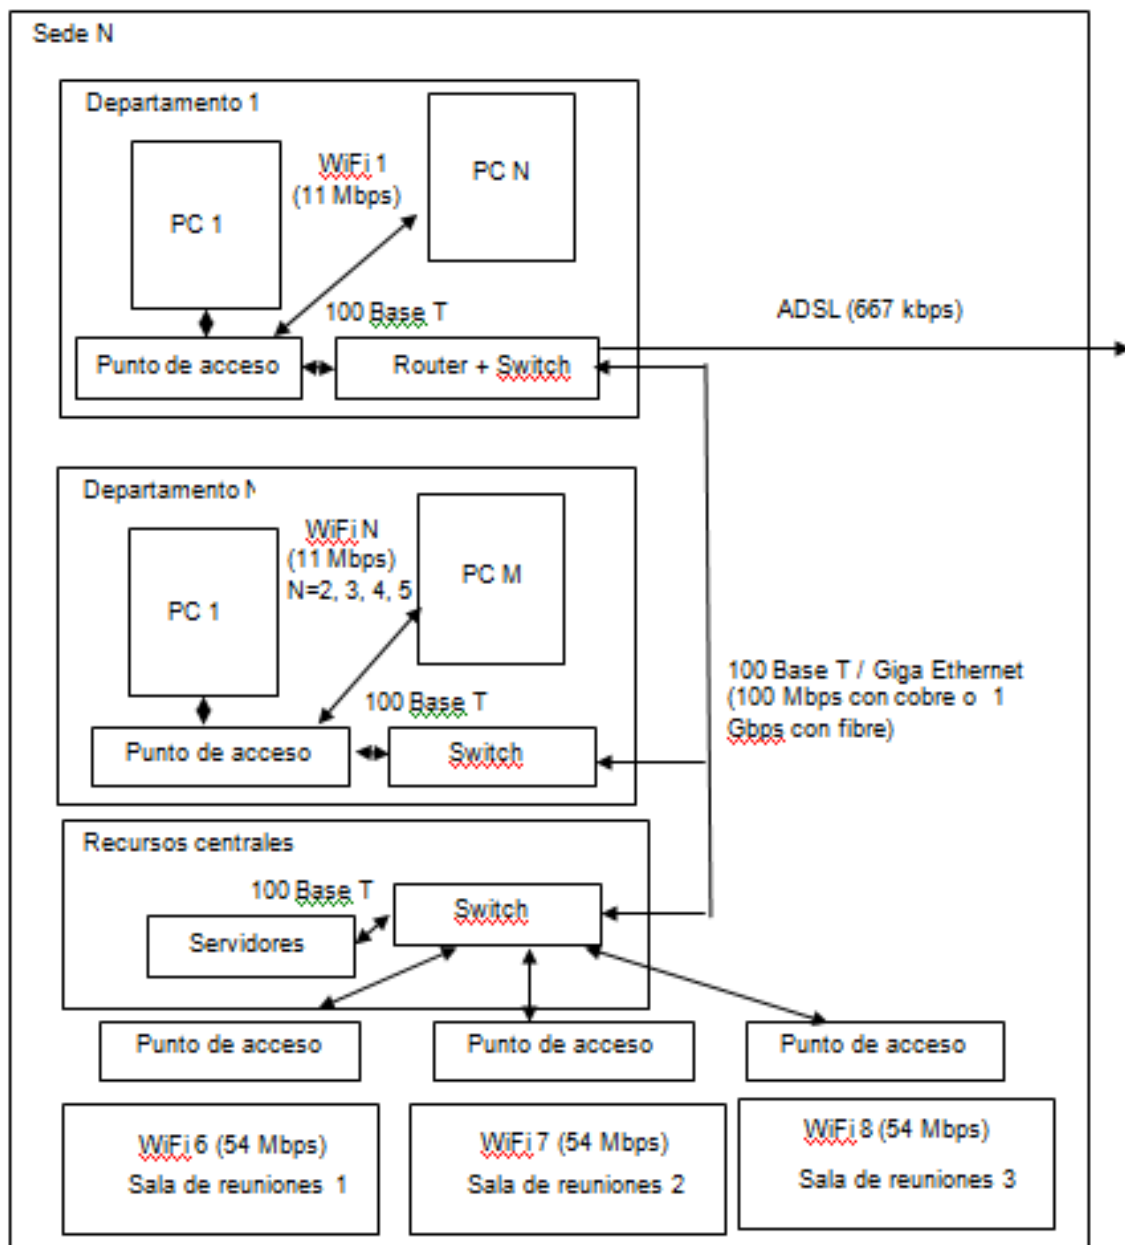 Sede N
Departamento 1
PC 1
WiFi 1
(11 Mbps)
PC N
100 Base T
Punto de acceso
Router + Switch
ADSL (667 kbps)
Departamento N
PC 1
WiFi N
(11 Mbps)
N=2, 3, 4, 5
PC M
100 Base T
Punto de acceso
Switch
100 Base T / Giga Ethernet
(100 Mbps con cobre o 1
Gbps con fibre)
Recursos centrales
100 Base T
Servidores
Switch
Punto de acceso
Punto de acceso
Punto de acceso
WiFi 6 (54 Mbps)
Sala de reuniones 1
WiFi 7 (54 Mbps)
Sala de reuniones 2
WiFi 8 (54 Mbps)
Sala de reuniones 3